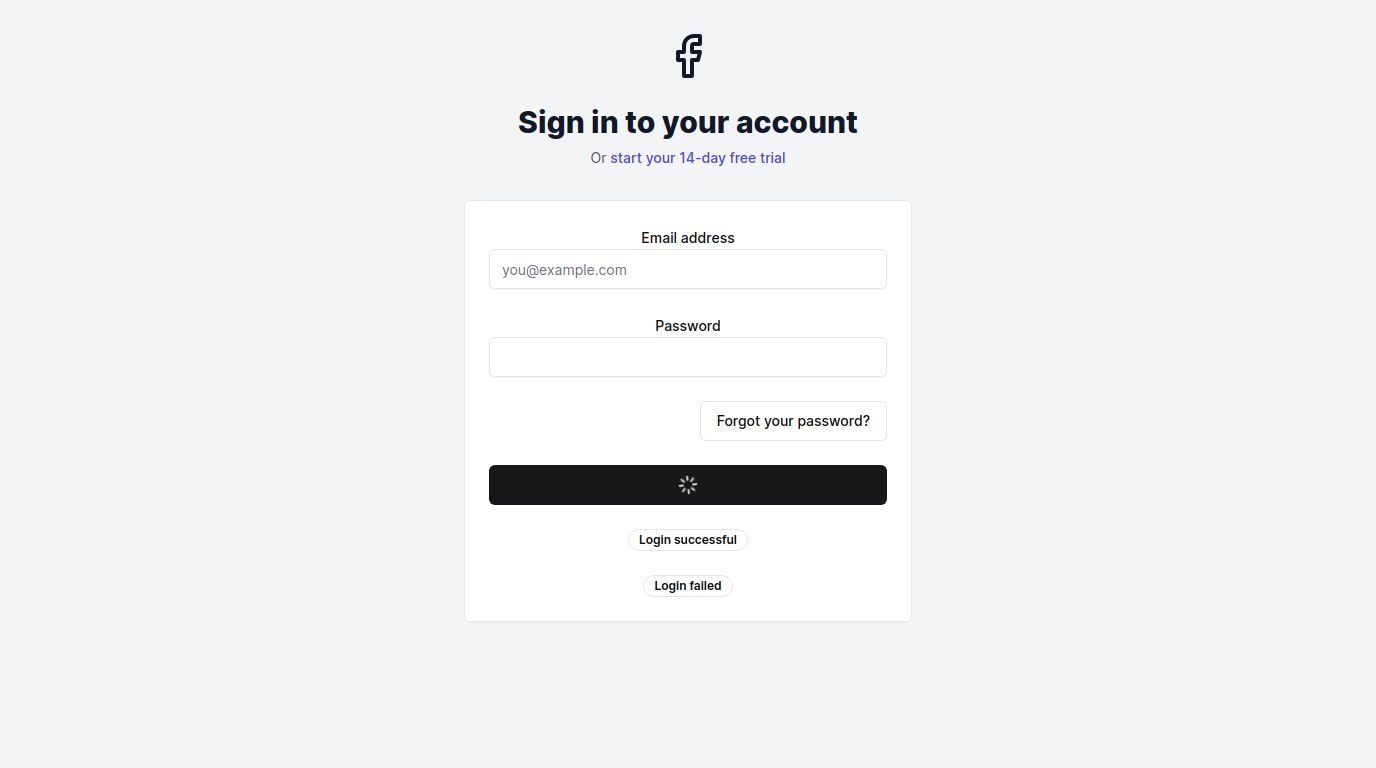 Sign in to your account
Or start your 14-day free trial
Email address
you@example.com
Password
Forgot your password?
Login successful
Login failed